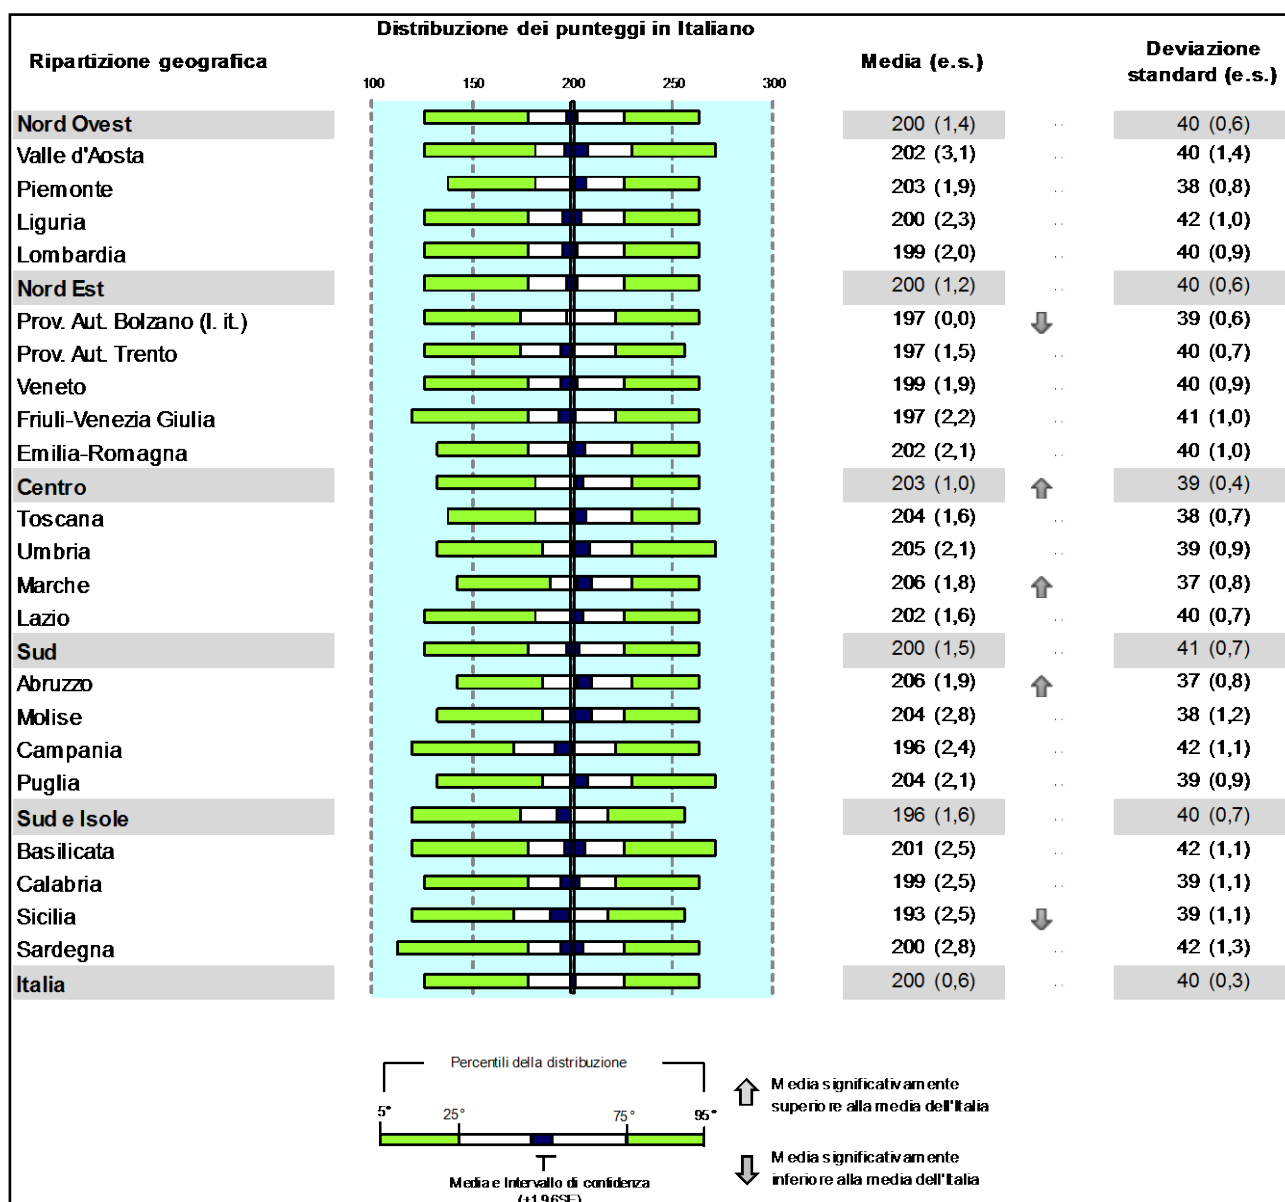 Distribuzione dei punteggi in Italiano
Ripartizione geografica
Media (e.s.)
Deviazione
standard (e.s.)
100 150 200 250 300
Nord Ovest 200 (1,4) .. 40 (0,6)
Valle d'Aosta 202 (3,1) .. 40 (1,4)
Piemonte 203 (1,9) .. 38 (0,8)
Liguria 200 (2,3) .. 42 (1,0)
Lombardia 199 (2,0) .. 40 (0,9)
Nord Est 200 (1,2) .. 40 (0,6)
Prov. Aut. Bolzano (l. it.) 197 (0,0) 39 (0,6)
Prov. Aut. Trento 197 (1,5) .. 40 (0,7)
Veneto 199 (1,9) .. 40 (0,9)
Friuli-Venezia Giulia 197 (2,2) .. 41 (1,0)
Emilia-Romagna 202 (2,1) .. 40 (1,0)
Centro 203 (1,0) 39 (0,4)
Toscana 204 (1,6) .. 38 (0,7)
Umbria 205 (2,1) .. 39 (0,9)
Marche 206 (1,8) 37 (0,8)
Lazio 202 (1,6) .. 40 (0,7)
Sud 200 (1,5) .. 41 (0,7)
Abruzzo 206 (1,9) 37 (0,8)
Molise 204 (2,8) .. 38 (1,2)
Campania 196 (2,4) .. 42 (1,1)
Puglia 204 (2,1) .. 39 (0,9)
Sud e Isole 196 (1,6) .. 40 (0,7)
Basilicata 201 (2,5) .. 42 (1,1)
Calabria 199 (2,5) .. 39 (1,1)
Sicilia 193 (2,5) 39 (1,1)
Sardegna 200 (2,8) .. 42 (1,3)
Italia 200 (0,6) .. 40 (0,3)
Percentili della distribuzione
5° 25° 75° 95°
Media e Intervallo di confidenza
(±1,96SE)
Media significativamente
superiore alla media dell'Italia
Media significativamente
inferiore alla media dell'Italia